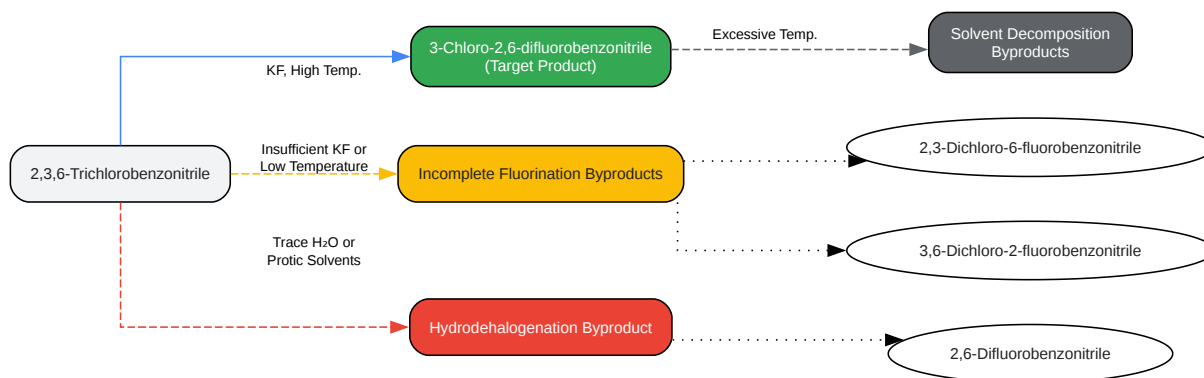 3-Chloro-2,6-difluorobenzonitrile
(Target Product)
Excessive Temp.
Solvent Decomposition
Byproducts
KF, High Temp.
2,3,6-Trichlorobenzonitrile
Insufficient KF or
Low Temperature
Incomplete Fluorination Byproducts
2,3-Dichloro-6-fluorobenzonitrile
Trace H₂O or
Protic Solvents
3,6-Dichloro-2-fluorobenzonitrile
Hydrodehalogenation Byproduct
2,6-Difluorobenzonitrile